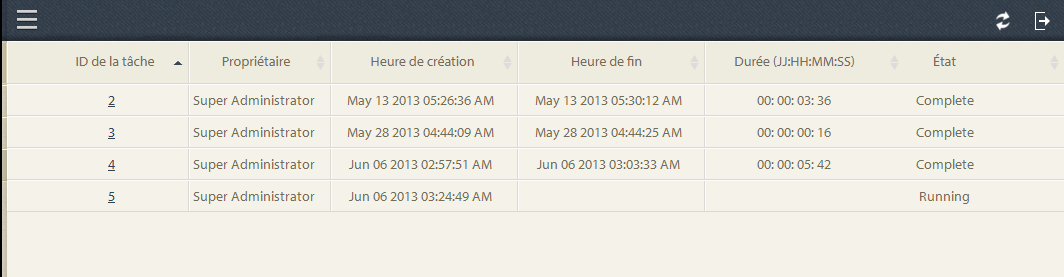 ID de la tâche Propriétaire Heure de création Heure de fin Durée (JJ:HH:MM:SS) État
2 Super Administrator May 13 2013 05:26:36 AM May 13 2013 05:30:12 AM 00: 00: 03: 36 Complete
3 Super Administrator May 28 2013 04:44:09 AM May 28 2013 04:44:25 AM 00: 00: 00: 16 Complete
4 Super Administrator Jun 06 2013 02:57:51 AM Jun 06 2013 03:03:33 AM 00: 00: 05: 42 Complete
5 Super Administrator Jun 06 2013 03:24:49 AM Running